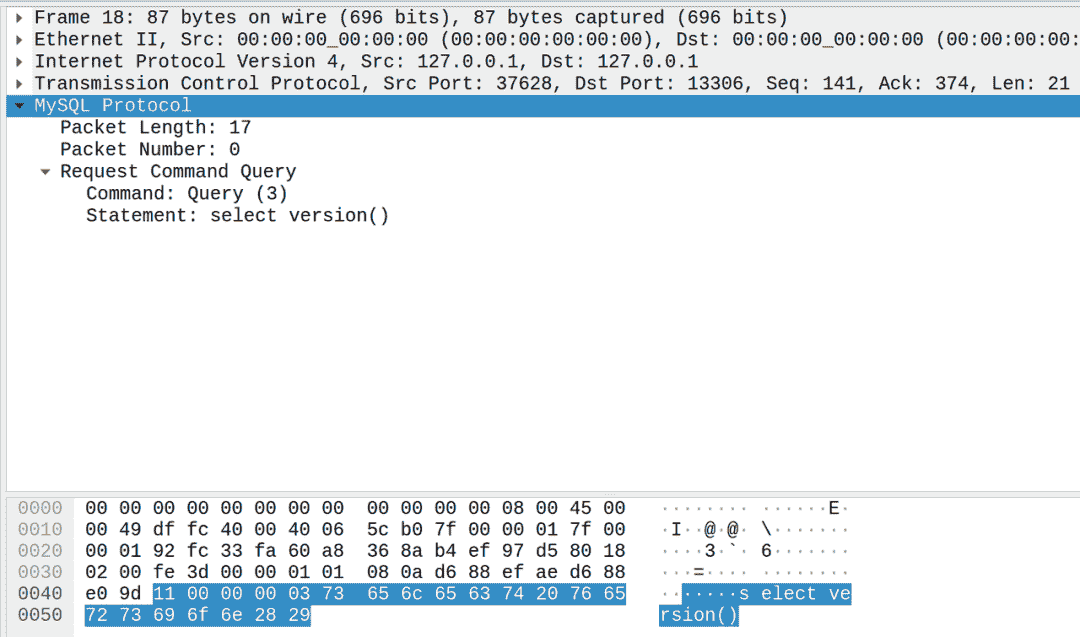 Frame 18: 87 bytes on wire (696 bits), 87 bytes captured (696 bits)
Ethernet II, Src: 00:00:00_00:00:00 (00:00:00:00:00:00), Dst: 00:00:00_00:00:00 (00:00:00:00:
Internet Protocol Version 4, Src: 127.0.0.1, Dst: 127.0.0.1
Transmission Control Protocol, Src Port: 37628, Dst Port: 13306, Seq: 141, Ack: 374, Len: 21
MySQL Protocol
Packet Length: 17
Packet Number: 0
Request Command Query
Command: Query (3)
Statement: select version()
0000 00 00 00 00 00 00 00 00 00 00 00 00 08 00 45 00 ········ ······E·
0010 00 49 df fc 40 00 40 06 5c b0 7f 00 00 01 7f 00 ·I··@·@· \·······
0020 00 01 92 fc 33 fa 60 a8 36 8a b4 ef 97 d5 80 18 ····3·`· 6·······
0030 02 00 fe 3d 00 00 01 01 08 0a d6 88 ef ae d6 88 ···=···· ········
0040 e0 9d 11 00 00 00 03 73 65 6c 65 63 74 20 76 65 ·······s elect ve
0050 72 73 69 6f 6e 28 29 rsion()